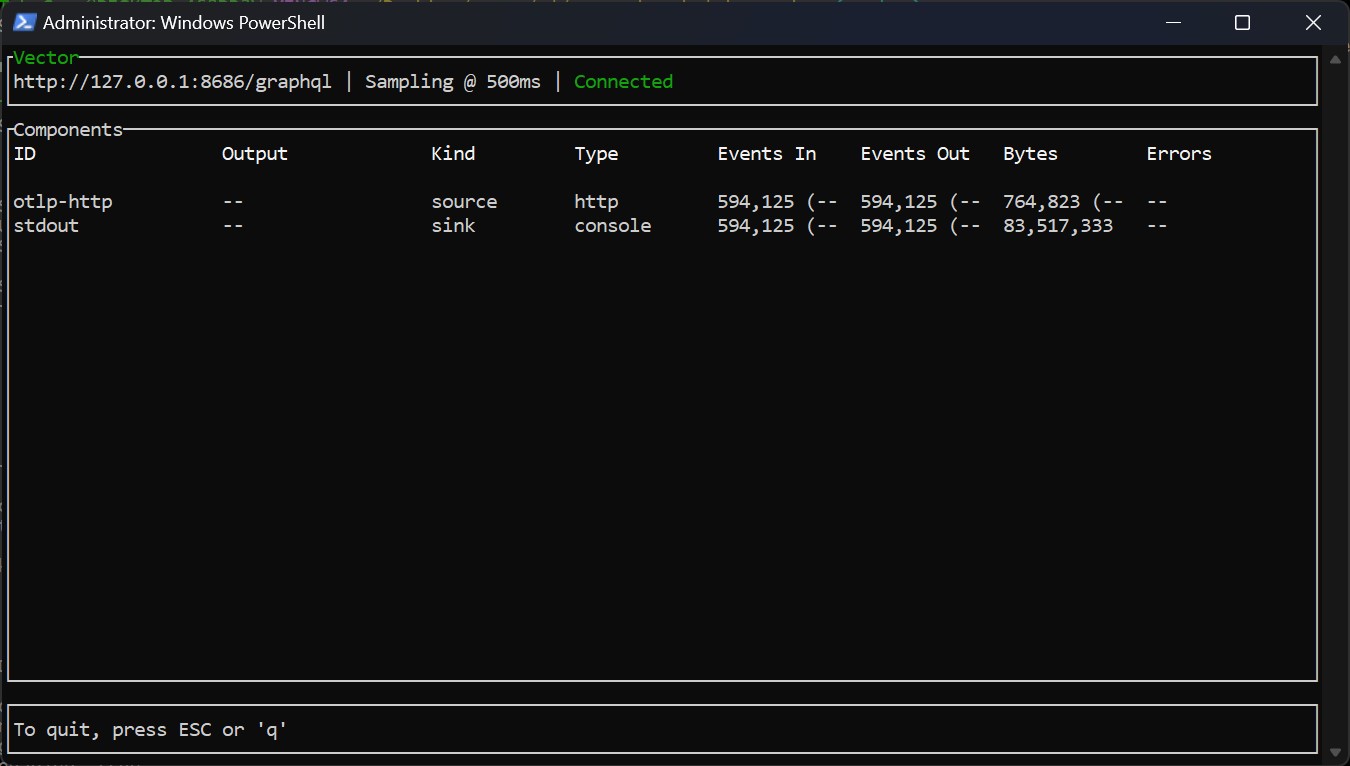 Administrator: Windows PowerShell
Vector
http://127.0.0.1:8686/graphql | Sampling @ 500ms | Connected
Components
ID Output Kind Type Events In Events Out Bytes Errors
otlp-http -- source http 594,125 (-- 594,125 (-- 764,823 (-- --
stdout -- sink console 594,125 (-- 594,125 (-- 83,517,333 --
To quit, press ESC or 'q'